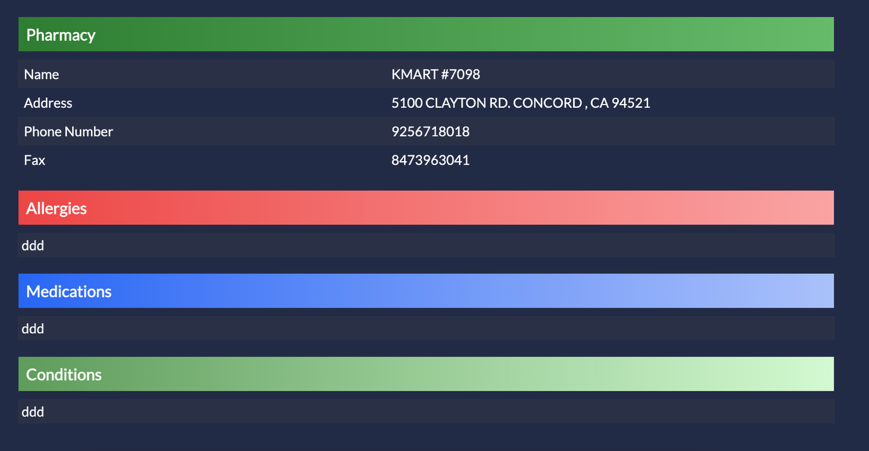 Pharmacy
Name KMART #7098
Address 5100 CLAYTON RD. CONCORD , CA 94521
Phone Number 9256718018
Fax 8473963041
Allergies
ddd
Medications
ddd
Conditions
ddd